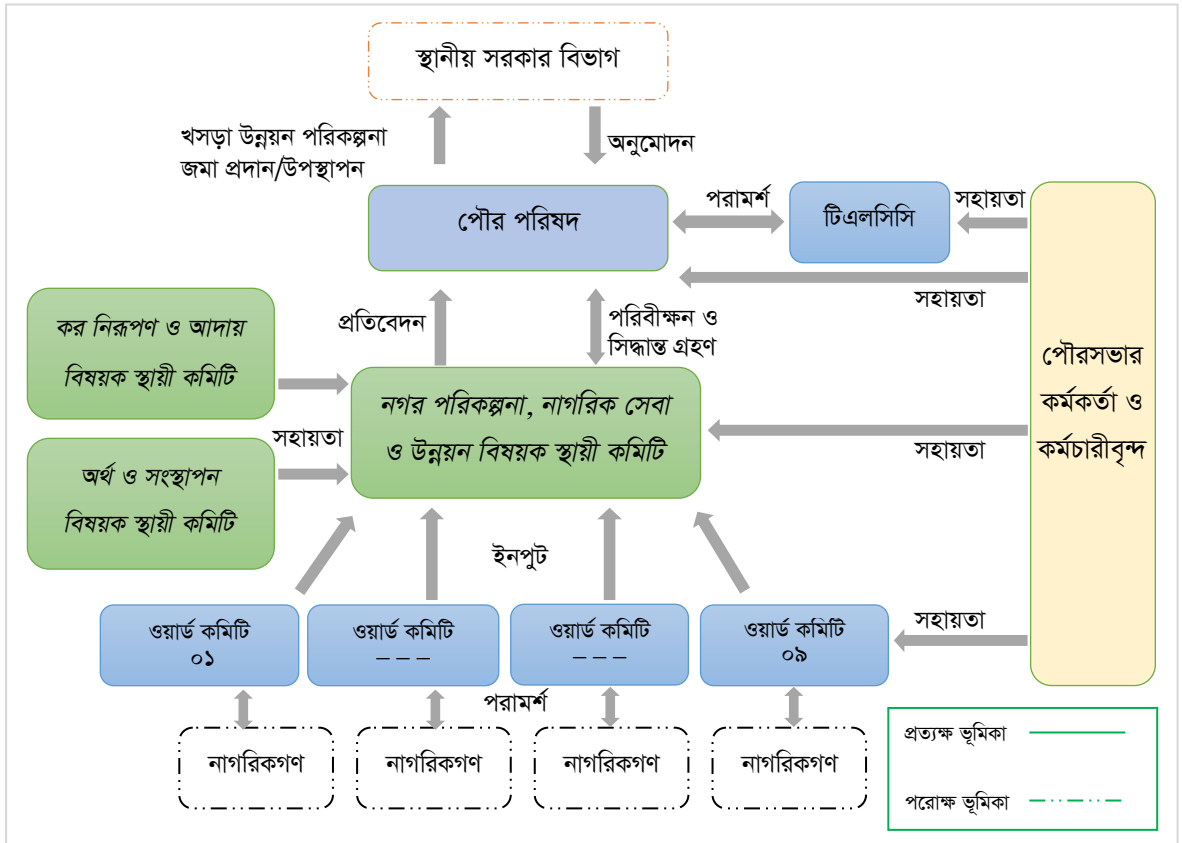 স্থানীয় সরকার বিভাগ
খসড়া উন্নয়ন পরিকল্পনা
জমা প্রদান/উপস্থাপন
অনুমোদন
পৌর পরিষদ
পরামর্শ
টিএলসিসি
সহায়তা
সহায়তা
কর নিরূপণ ও আদায়
বিষয়ক স্থায়ী কমিটি
প্রতিবেদন
পরিবীক্ষন ও
সিদ্ধান্ত গ্রহণ
পৌরসভার
কর্মকর্তা ও
কর্মচারীবৃন্দ
নগর পরিকল্পনা, নাগরিক সেবা
ও উন্নয়ন বিষয়ক স্থায়ী কমিটি
সহায়তা
সহায়তা
অর্থ ও সংস্থাপন
বিষয়ক স্থায়ী কমিটি
ইনপুট
ওয়ার্ড কমিটি
০১
ওয়ার্ড কমিটি
– – –
ওয়ার্ড কমিটি
– – –
ওয়ার্ড কমিটি
০৯
সহায়তা
পরামর্শ
নাগরিকগণ
নাগরিকগণ
নাগরিকগণ
নাগরিকগণ
প্রত্যক্ষ ভূমিকা
পরোক্ষ ভূমিকা